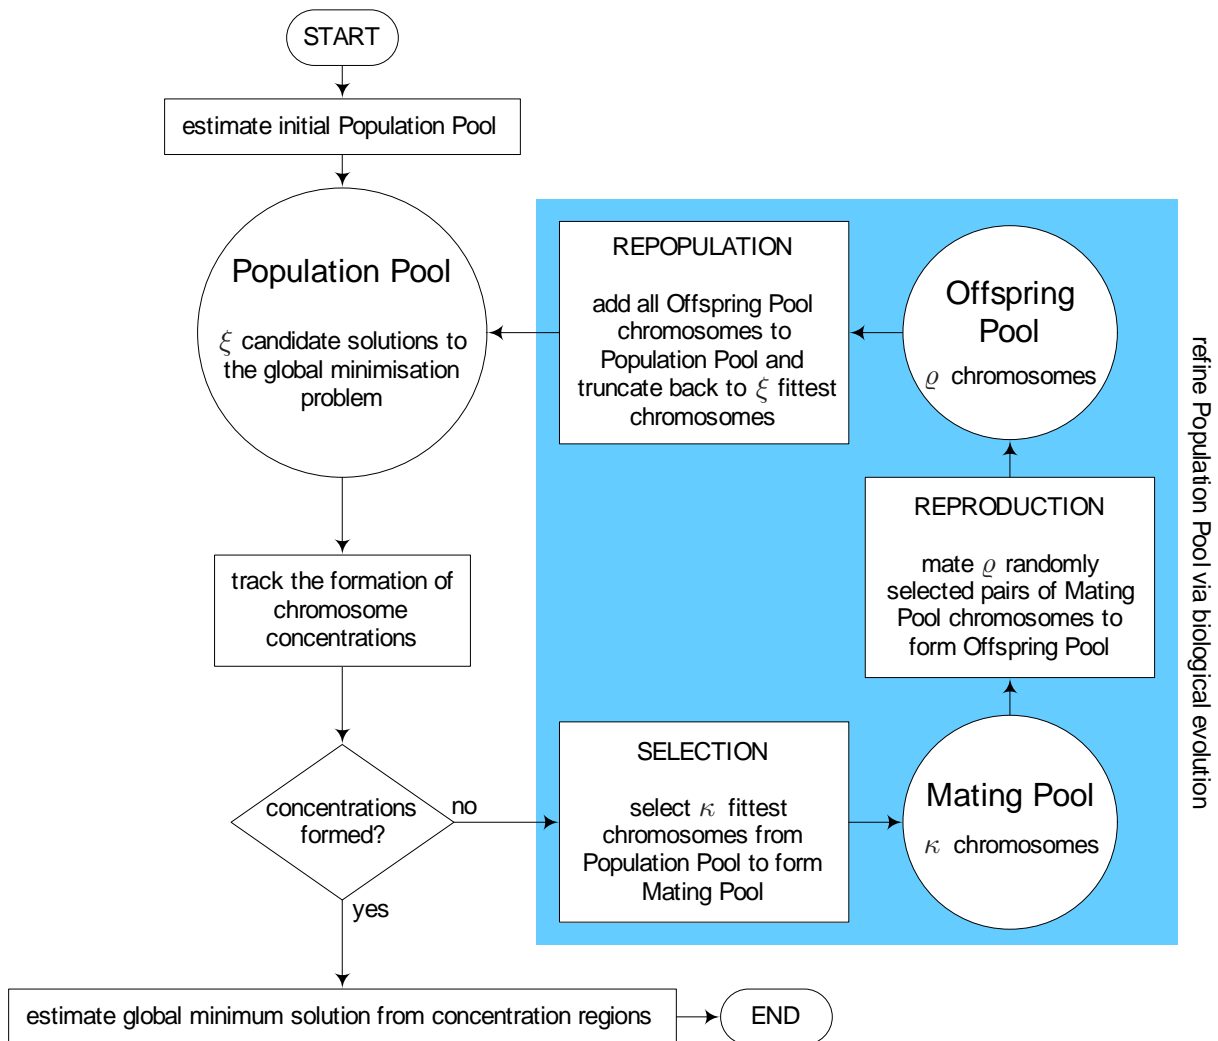 START
estimate initial Population Pool
Population Pool
ξ candidate solutions to
the global minimisation
problem
track the formation of
chromosome
concentrations
concentrations
formed?
no
yes
estimate global minimum solution from concentration regions
END
SELECTION
select κ fittest
chromosomes from
Population Pool to form
Mating Pool
Mating Pool
κ chromosomes
REPRODUCTION
mate ϱ randomly
selected pairs of Mating
Pool chromosomes to
form Offspring Pool
Offspring
Pool
ϱ chromosomes
REPOPULATION
add all Offspring Pool
chromosomes to
Population Pool and
truncate back to ξ fittest
chromosomes
refine Population Pool via biological evolution